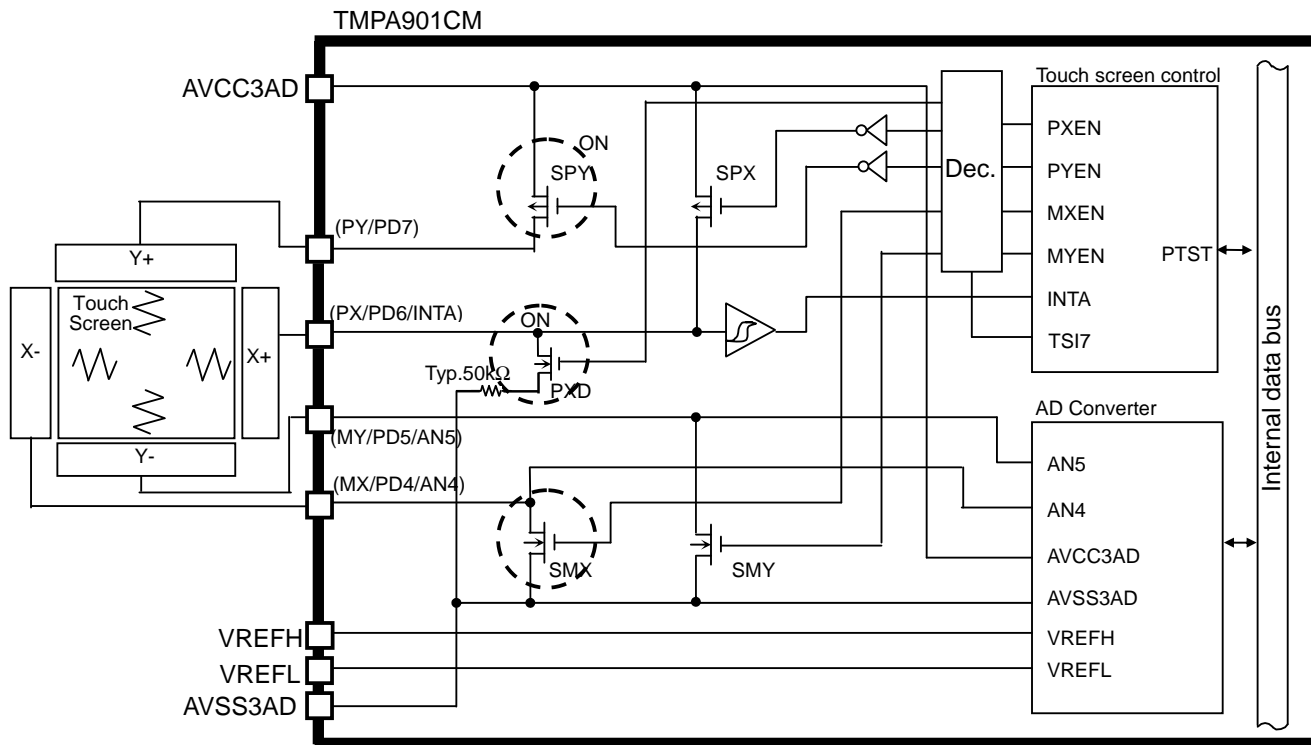 TMPA901CM
AVCC3AD
ON
SPY
SPX
Dec.
Touch screen control
PXEN
PYEN
MXEN
MYEN
PTST
INTA
TSI7
(PY/PD7)
Y+
Touch
Screen
X-
X+
Y-
(PX/PD6/INTA)
ON
Typ.50kΩ
PXD
(MY/PD5/AN5)
(MX/PD4/AN4)
SMX
SMY
AD Converter
AN5
AN4
AVCC3AD
AVSS3AD
VREFH
VREFL
Internal data bus
VREFH
VREFL
AVSS3AD